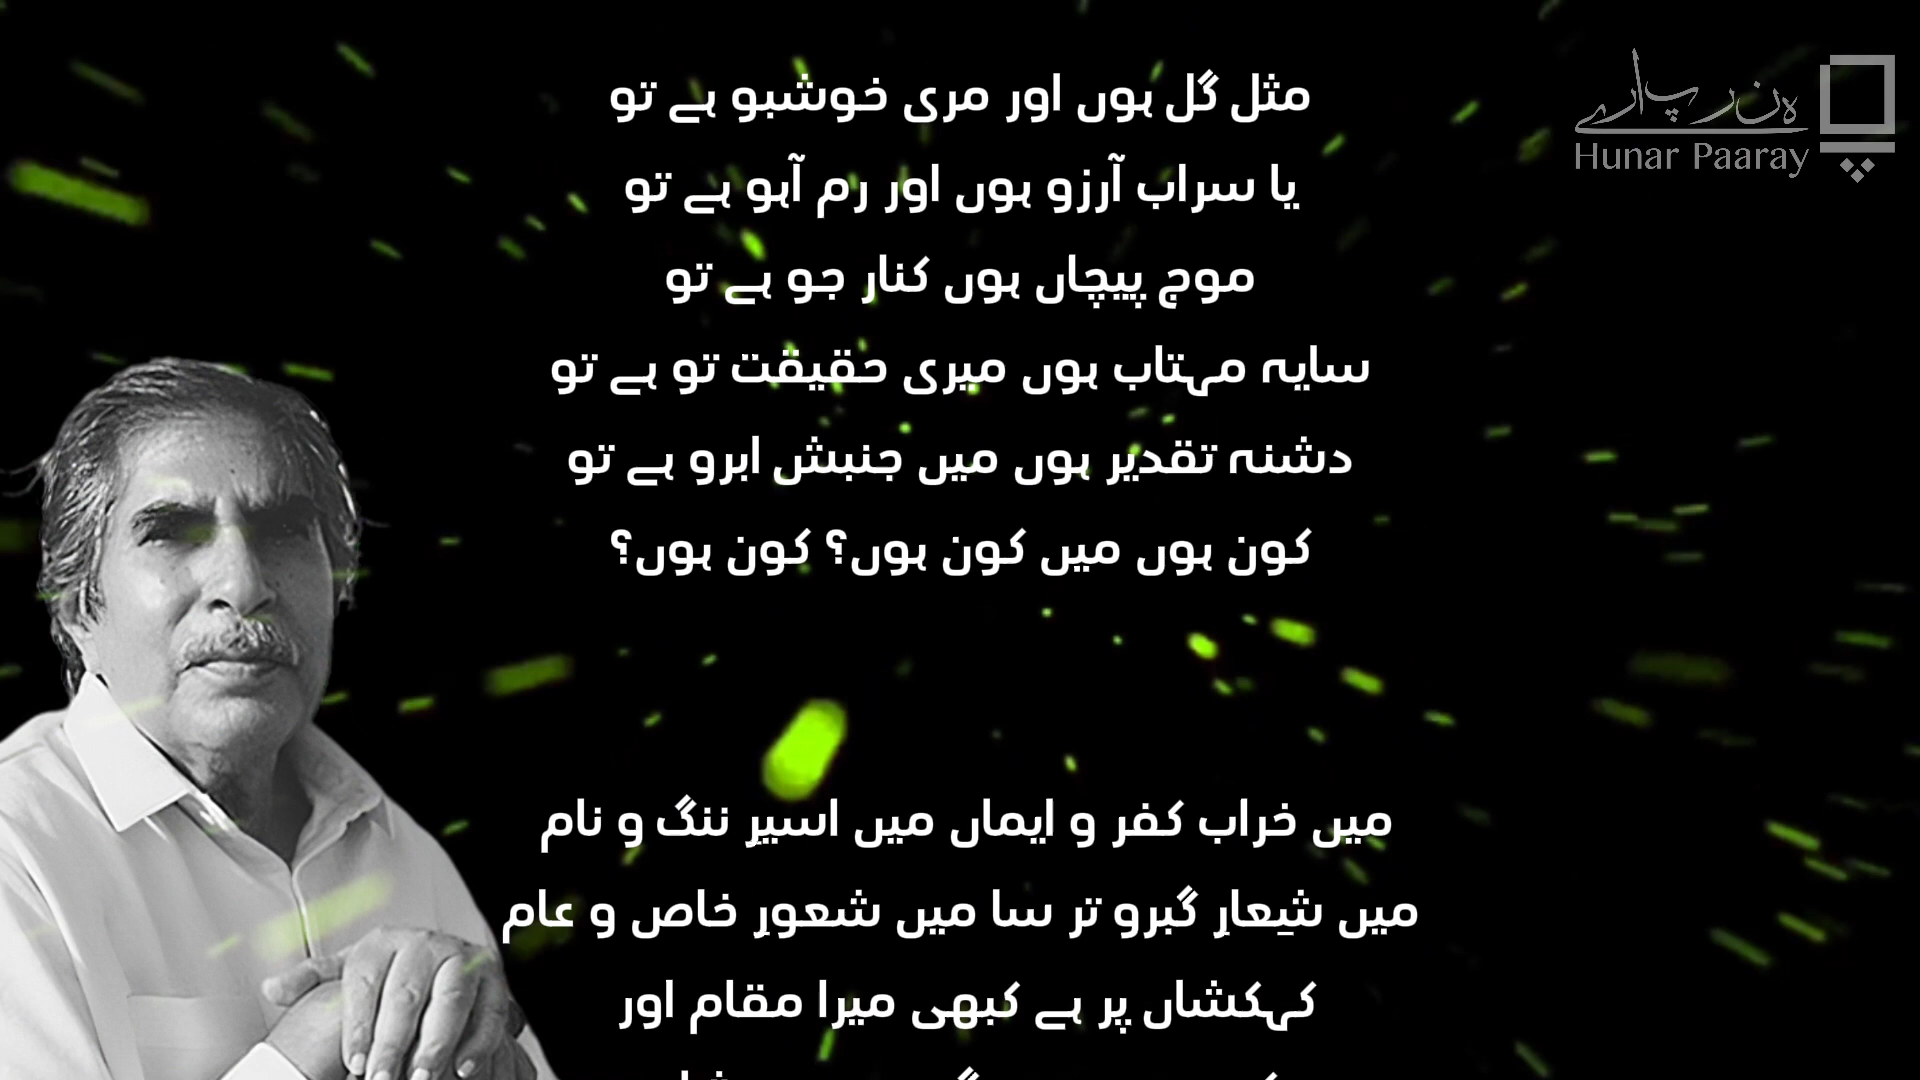 ہنر پارے
Hunar Paaray
مثل گل ہوں اور مری خوشبو ہے تو
یا سراب آرزو ہوں اور رم آہو ہے تو
موج پیچاں ہوں کنار جو ہے تو
سایہ مہتاب ہوں میری حقیقت تو ہے تو
دشنہ تقدیر ہوں میں جنبش ابرو ہے تو
کون ہوں میں کون ہوں؟ کون ہوں؟
میں خراب کفر و ایماں میں اسیرِ ننگ و نام
میں شِعارِ گبرو تر سا میں شعورِ خاص و عام
کہکشاں پر ہے کبھی میرا مقام اور